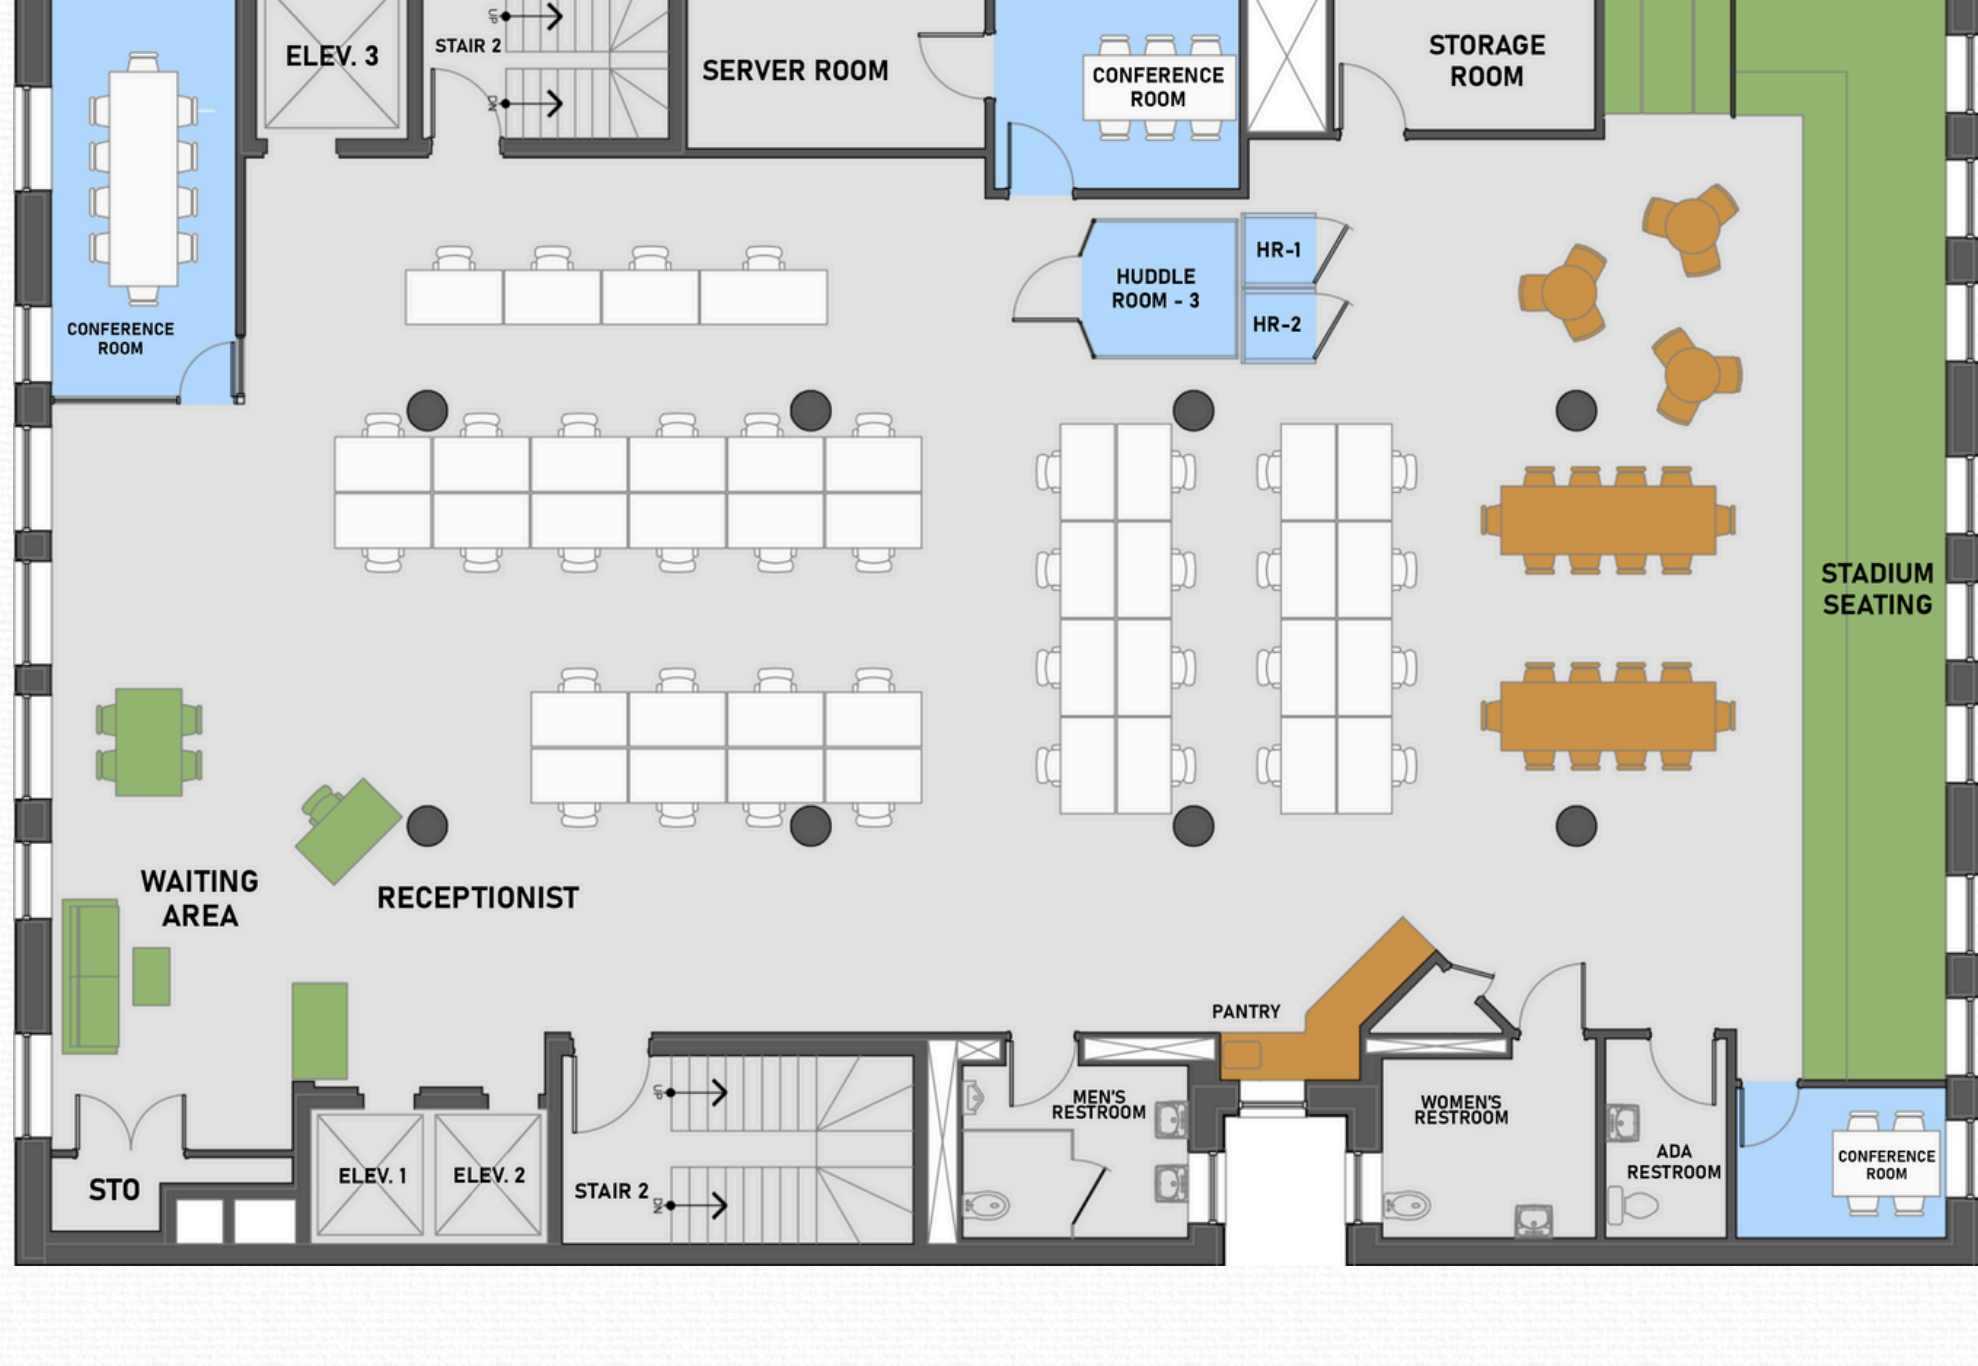 UP
ELEV. 3
STAIR 2
DN
SERVER ROOM
CONFERENCE
ROOM
STORAGE
ROOM
HUDDLE
ROOM - 3
HR-1
HR-2
CONFERENCE
ROOM
STADIUM
SEATING
WAITING
AREA
RECEPTIONIST
PANTRY
UP
MEN'S
RESTROOM
WOMEN'S
RESTROOM
ADA
RESTROOM
CONFERENCE
ROOM
STO
ELEV. 1
ELEV. 2
STAIR 2
DN